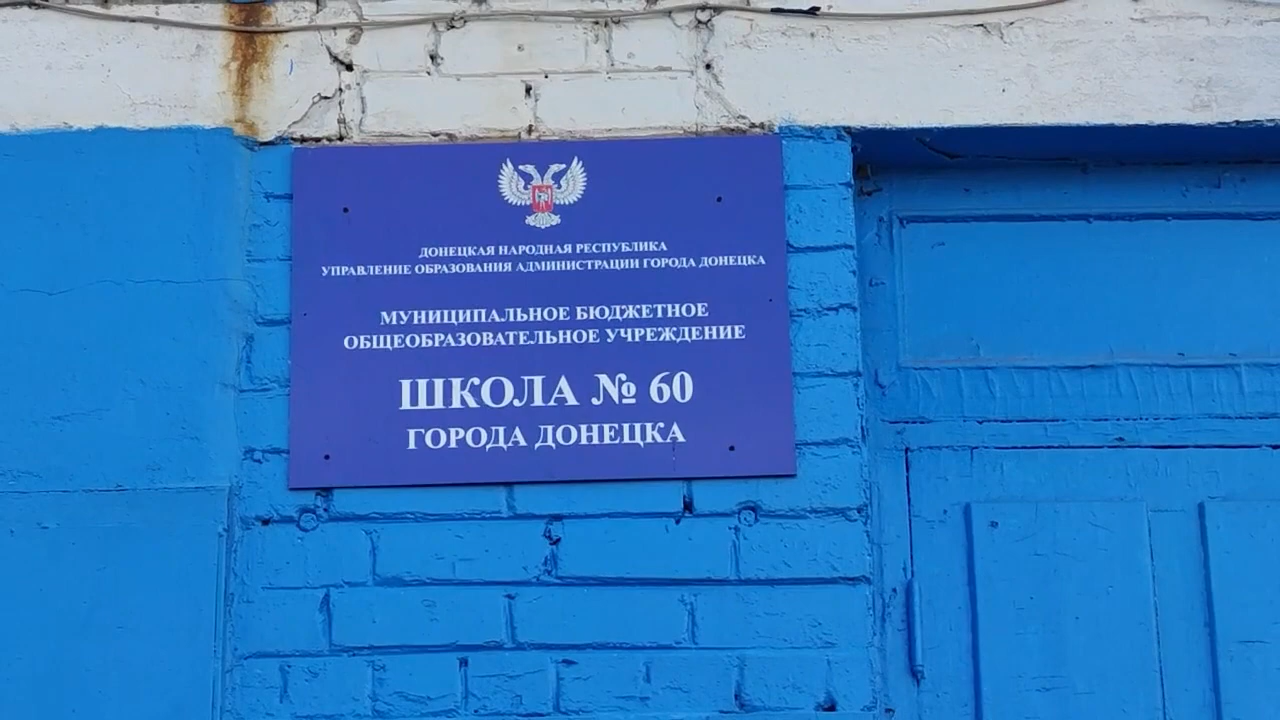 ДОНЕЦКАЯ НАРОДНАЯ РЕСПУБЛИКА
УПРАВЛЕНИЕ ОБРАЗОВАНИЯ АДМИНИСТРАЦИИ ГОРОДА ДОНЕЦКА
МУНИЦИПАЛЬНОЕ БЮДЖЕТНОЕ
ОБЩЕОБРАЗОВАТЕЛЬНОЕ УЧРЕЖДЕНИЕ
ШКОЛА № 60
ГОРОДА ДОНЕЦКА